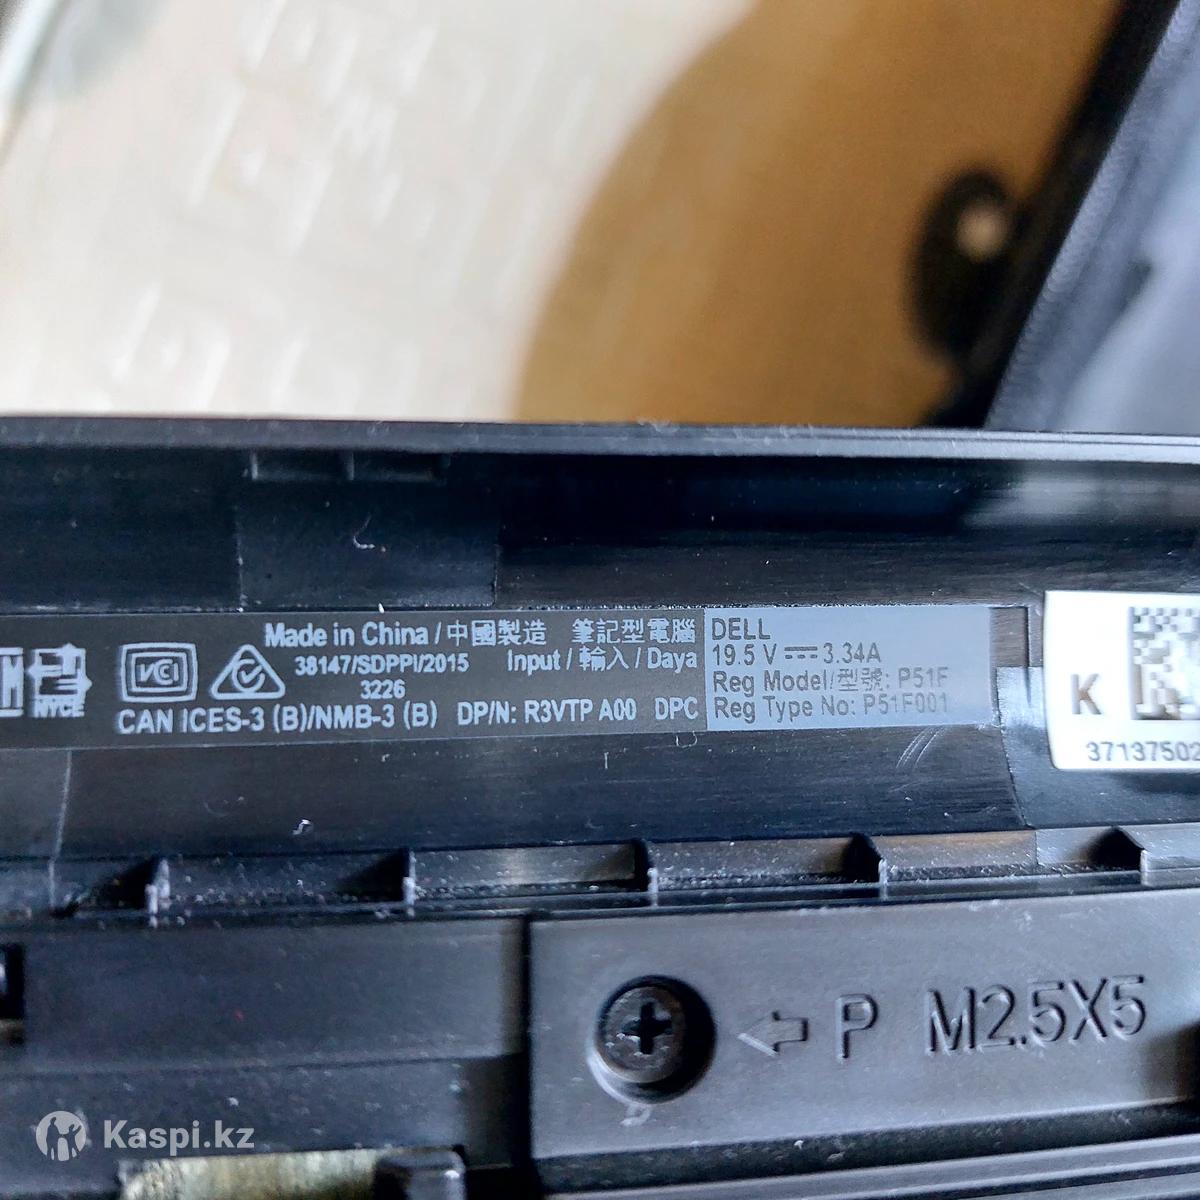 Made in China / 中國製造 筆記型電腦
38147/SDPPI/2015 Input / 輸入 / Daya
3226
CAN ICES-3 (B)/NMB-3 (B) DP/N: R3VTP A00 DPC
VCI
NYCE
DELL
19.5 V ⎓ 3.34A
Reg Model/型號: P51F
Reg Type No: P51F001
K
37137502
P M2.5X5
Kaspi.kz